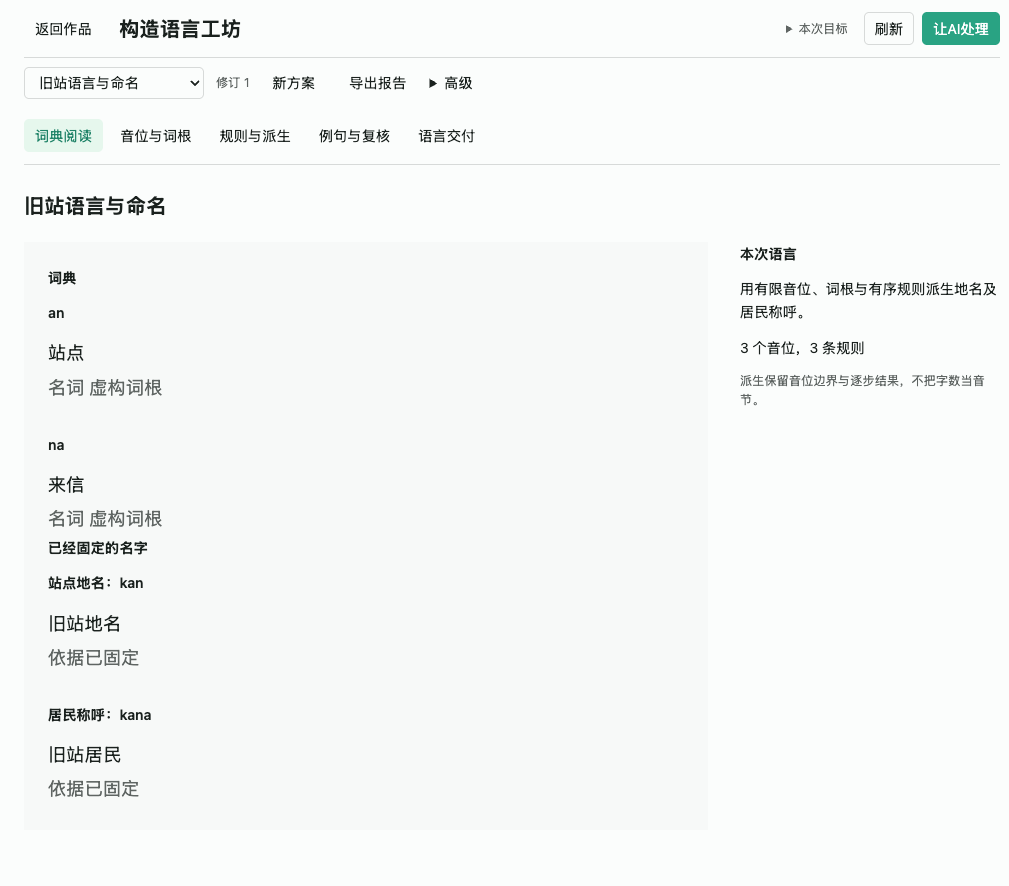 返回作品
构造语言工坊
▶ 本次目标
刷新
让AI处理
旧站语言与命名
修订 1
新方案
导出报告
▶ 高级
词典阅读
音位与词根
规则与派生
例句与复核
语言交付
旧站语言与命名
词典
an
站点
名词 虚构词根
na
来信
名词 虚构词根
已经固定的名字
站点地名：kan
旧站地名
依据已固定
居民称呼：kana
旧站居民
依据已固定
本次语言
用有限音位、词根与有序规则派生地名及
居民称呼。
3 个音位，3 条规则
派生保留音位边界与逐步结果，不把字数当音
节。